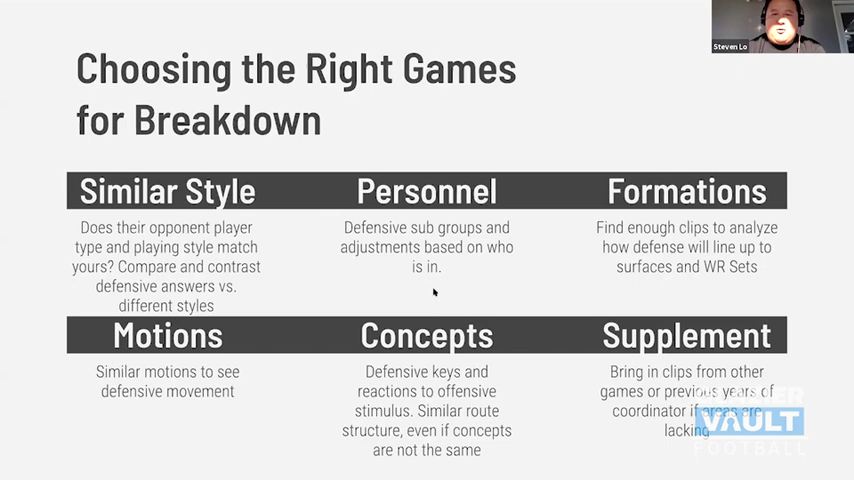 Steven Lo
Choosing the Right Games
for Breakdown
Similar Style
Does their opponent player
type and playing style match
yours? Compare and contrast
defensive answers vs.
different styles
Personnel
Defensive sub groups and
adjustments based on who
is in.
Formations
Find enough clips to analyze
how defense will line up to
surfaces and WR Sets
Motions
Similar motions to see
defensive movement
Concepts
Defensive keys and
reactions to offensive
stimulus. Similar route
structure, even if concepts
are not the same
Supplement
Bring in clips from other
games or previous years of
coordinator if areas are
lacking
GLAZIER
VAULT
FOOTBALL